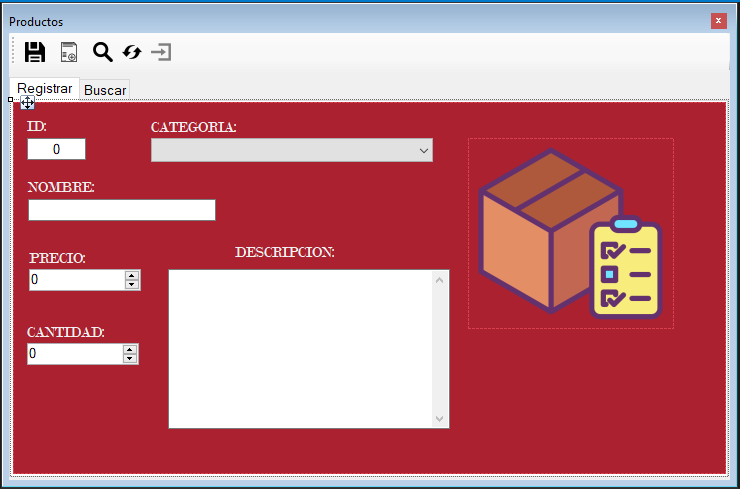 Productos
x
Registrar
Buscar
ID:
CATEGORIA:
0
NOMBRE:
PRECIO:
DESCRIPCION:
0
CANTIDAD:
0